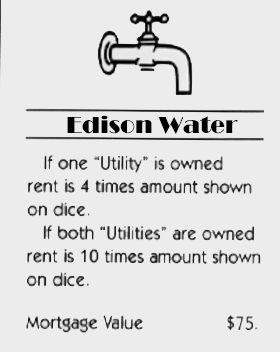 Edison Water
If one "Utility" is owned
rent is 4 times amount shown
on dice.
If both "Utilities" are owned
rent is 10 times amount shown
on dice.
Mortgage Value $75.